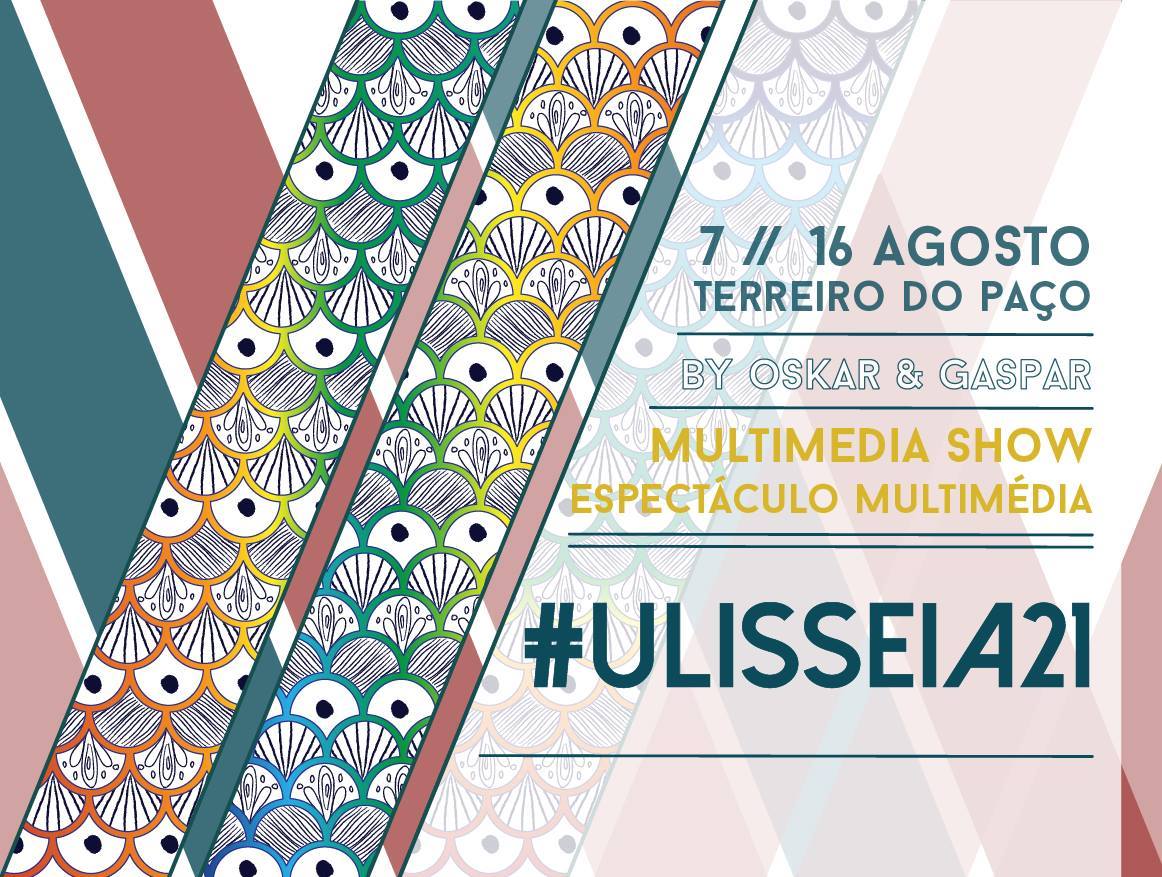 7 // 16 AGOSTO
TERREIRO DO PAÇO
BY OSKAR & GASPAR
MULTIMEDIA SHOW
ESPECTÁCULO MULTIMÉDIA
#ULISSEIA21